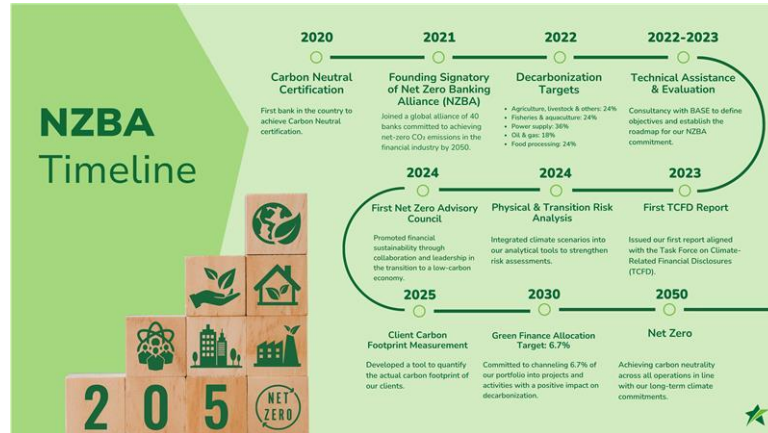 NZBA
Timeline
2020
Carbon Neutral
Certification
First bank in the country to
achieve Carbon Neutral
certification.
2021
Founding Signatory
of Net Zero Banking
Alliance (NZBA)
Joined a global alliance of 40
banks committed to achieving
net-zero CO₂ emissions in the
financial industry by 2050.
2022
Decarbonization
Targets
• Agriculture, livestock & others: 24%
• Fisheries & aquaculture: 24%
• Power supply: 36%
• Oil & gas: 18%
• Food processing: 24%
2022-2023
Technical Assistance
& Evaluation
Consultancy with BASE to define
objectives and establish the
roadmap for our NZBA
commitment.
2023
First TCFD Report
Issued our first report aligned
with the Task Force on Climate-
Related Financial Disclosures
(TCFD).
2024
Physical & Transition Risk
Analysis
Integrated climate scenarios into
our analytical tools to strengthen
risk assessments.
2024
First Net Zero Advisory
Council
Promoted financial
sustainability through
collaboration and leadership in
the transition to a low-carbon
economy.
2025
Client Carbon
Footprint Measurement
Developed a tool to quantify
the actual carbon footprint of
our clients.
2030
Green Finance Allocation
Target: 6.7%
Committed to channeling 6.7% of
our portfolio into projects and
activities with a positive impact on
decarbonization.
2050
Net Zero
Achieving carbon neutrality
across all operations in line
with our long-term climate
commitments.
2 0 5
NET
ZERO